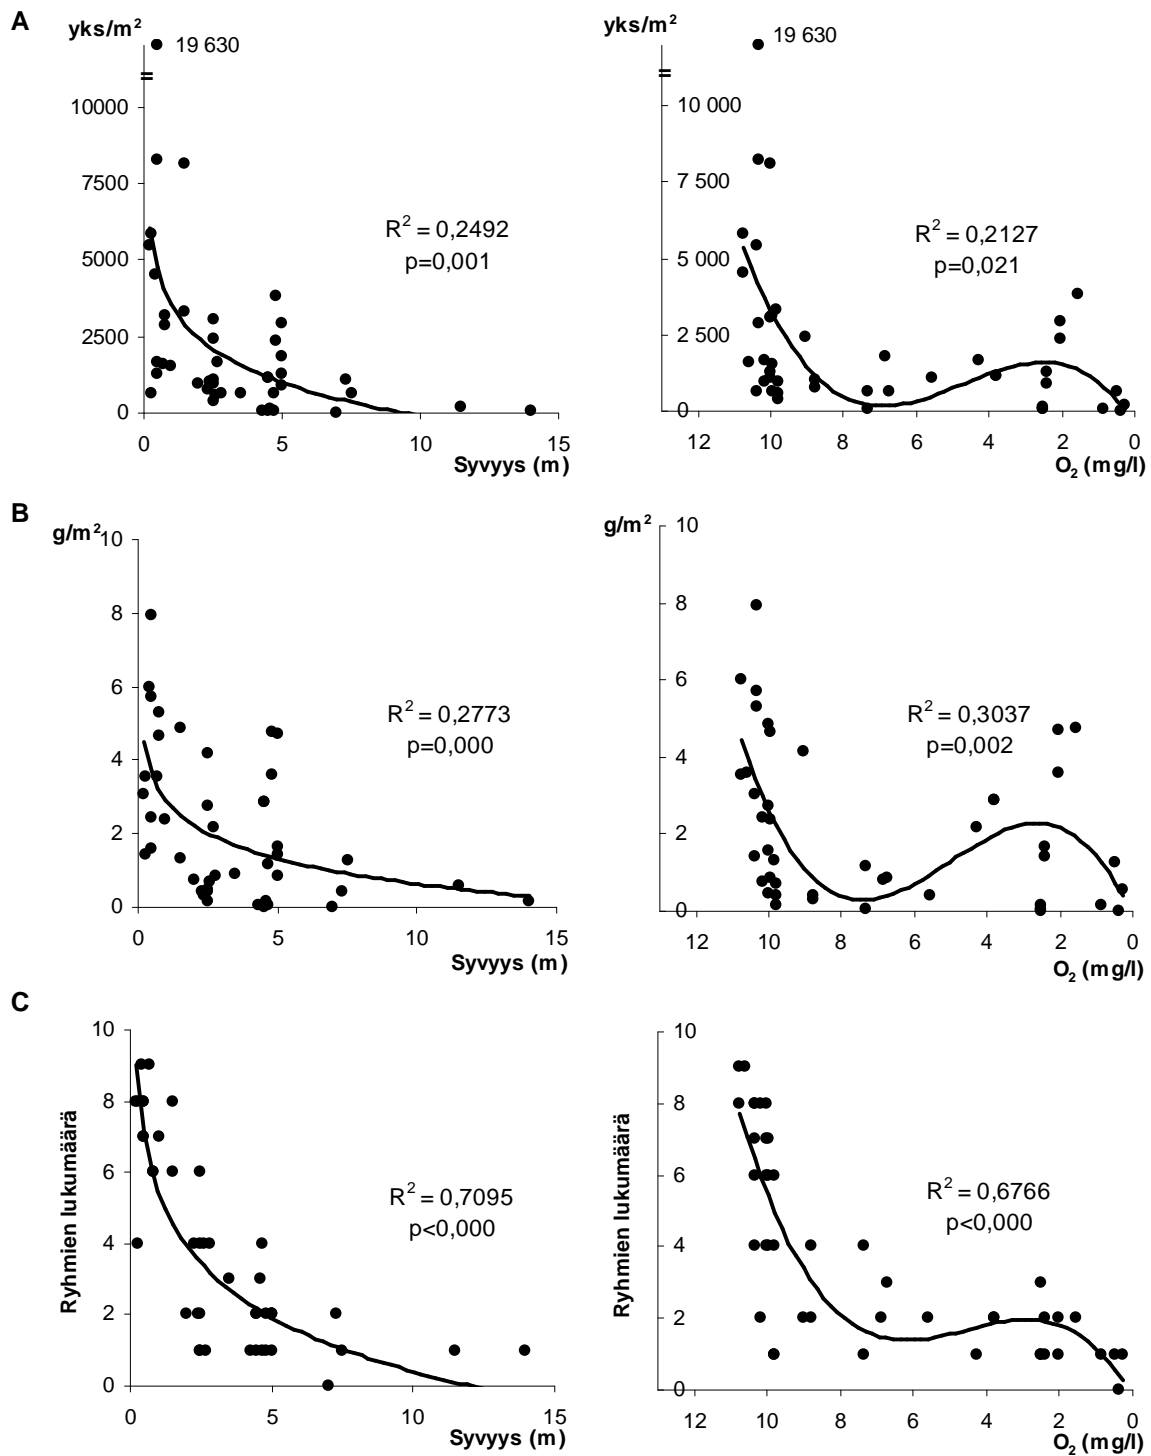 A
yks/m²
19 630
10000
7500
5000
2500
0
R² = 0,2492
p=0,001
0 5 10 15
Syvyys (m)
yks/m²
19 630
10 000
7 500
5 000
2 500
0
R² = 0,2127
p=0,021
12 10 8 6 4 2 0
O₂ (mg/l)
B
g/m²
10
8
6
4
2
0
R² = 0,2773
p=0,000
0 5 10 15
Syvyys (m)
g/m²
10
8
6
4
2
0
R² = 0,3037
p=0,002
12 10 8 6 4 2 0
O₂ (mg/l)
C
Ryhmien lukumäärä
10
8
6
4
2
0
R² = 0,7095
p<0,000
0 5 10 15
Syvyys (m)
Ryhmien lukumäärä
10
8
6
4
2
0
R² = 0,6766
p<0,000
12 10 8 6 4 2 0
O₂ (mg/l)